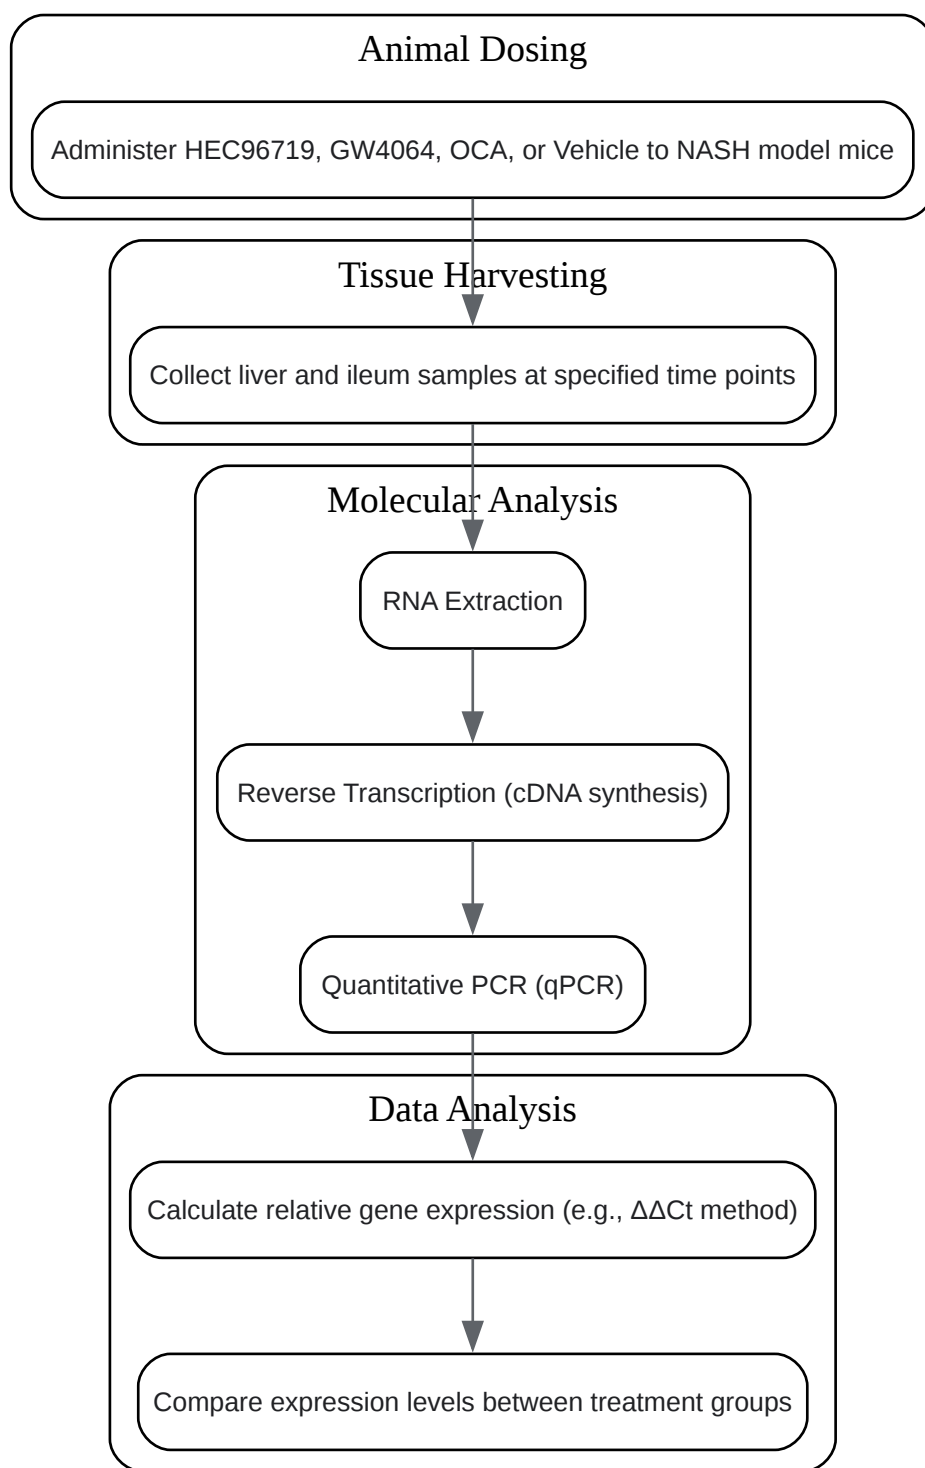 Animal Dosing
Administer HEC96719, GW4064, OCA, or Vehicle to NASH model mice
Tissue Harvesting
Collect liver and ileum samples at specified time points
Molecular Analysis
RNA Extraction
Reverse Transcription (cDNA synthesis)
Quantitative PCR (qPCR)
Data Analysis
Calculate relative gene expression (e.g., ΔΔCt method)
Compare expression levels between treatment groups